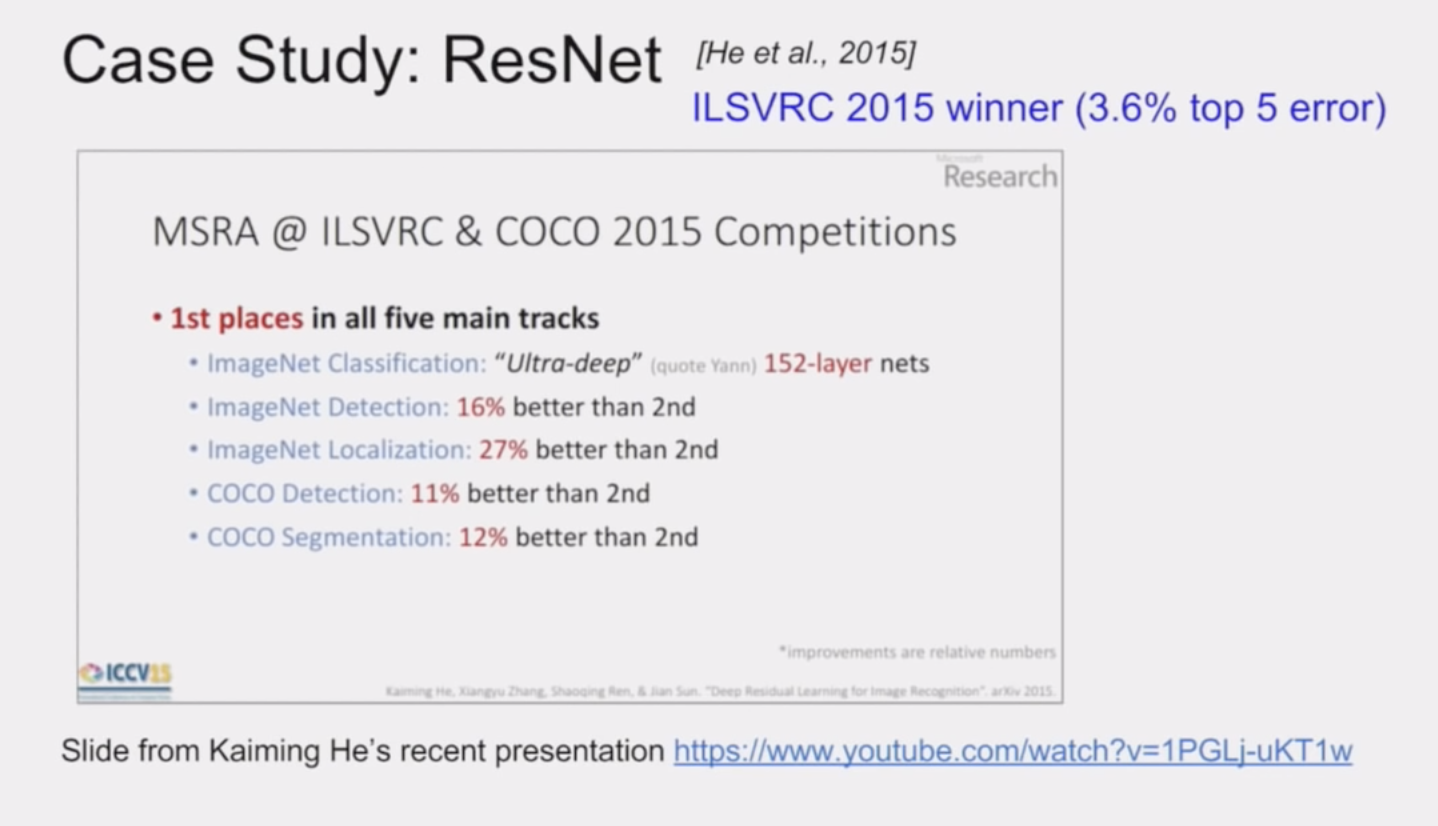 Case Study: ResNet [He et al., 2015]
ILSVRC 2015 winner (3.6% top 5 error)
Microsoft
Research
MSRA @ ILSVRC & COCO 2015 Competitions
• 1st places in all five main tracks
• ImageNet Classification: “Ultra-deep” (quote Yann) 152-layer nets
• ImageNet Detection: 16% better than 2nd
• ImageNet Localization: 27% better than 2nd
• COCO Detection: 11% better than 2nd
• COCO Segmentation: 12% better than 2nd
*improvements are relative numbers
ICCV15
Kaiming He, Xiangyu Zhang, Shaoqing Ren, & Jian Sun. “Deep Residual Learning for Image Recognition”. arXiv 2015.
Slide from Kaiming He’s recent presentation https://www.youtube.com/watch?v=1PGLj-uKT1w